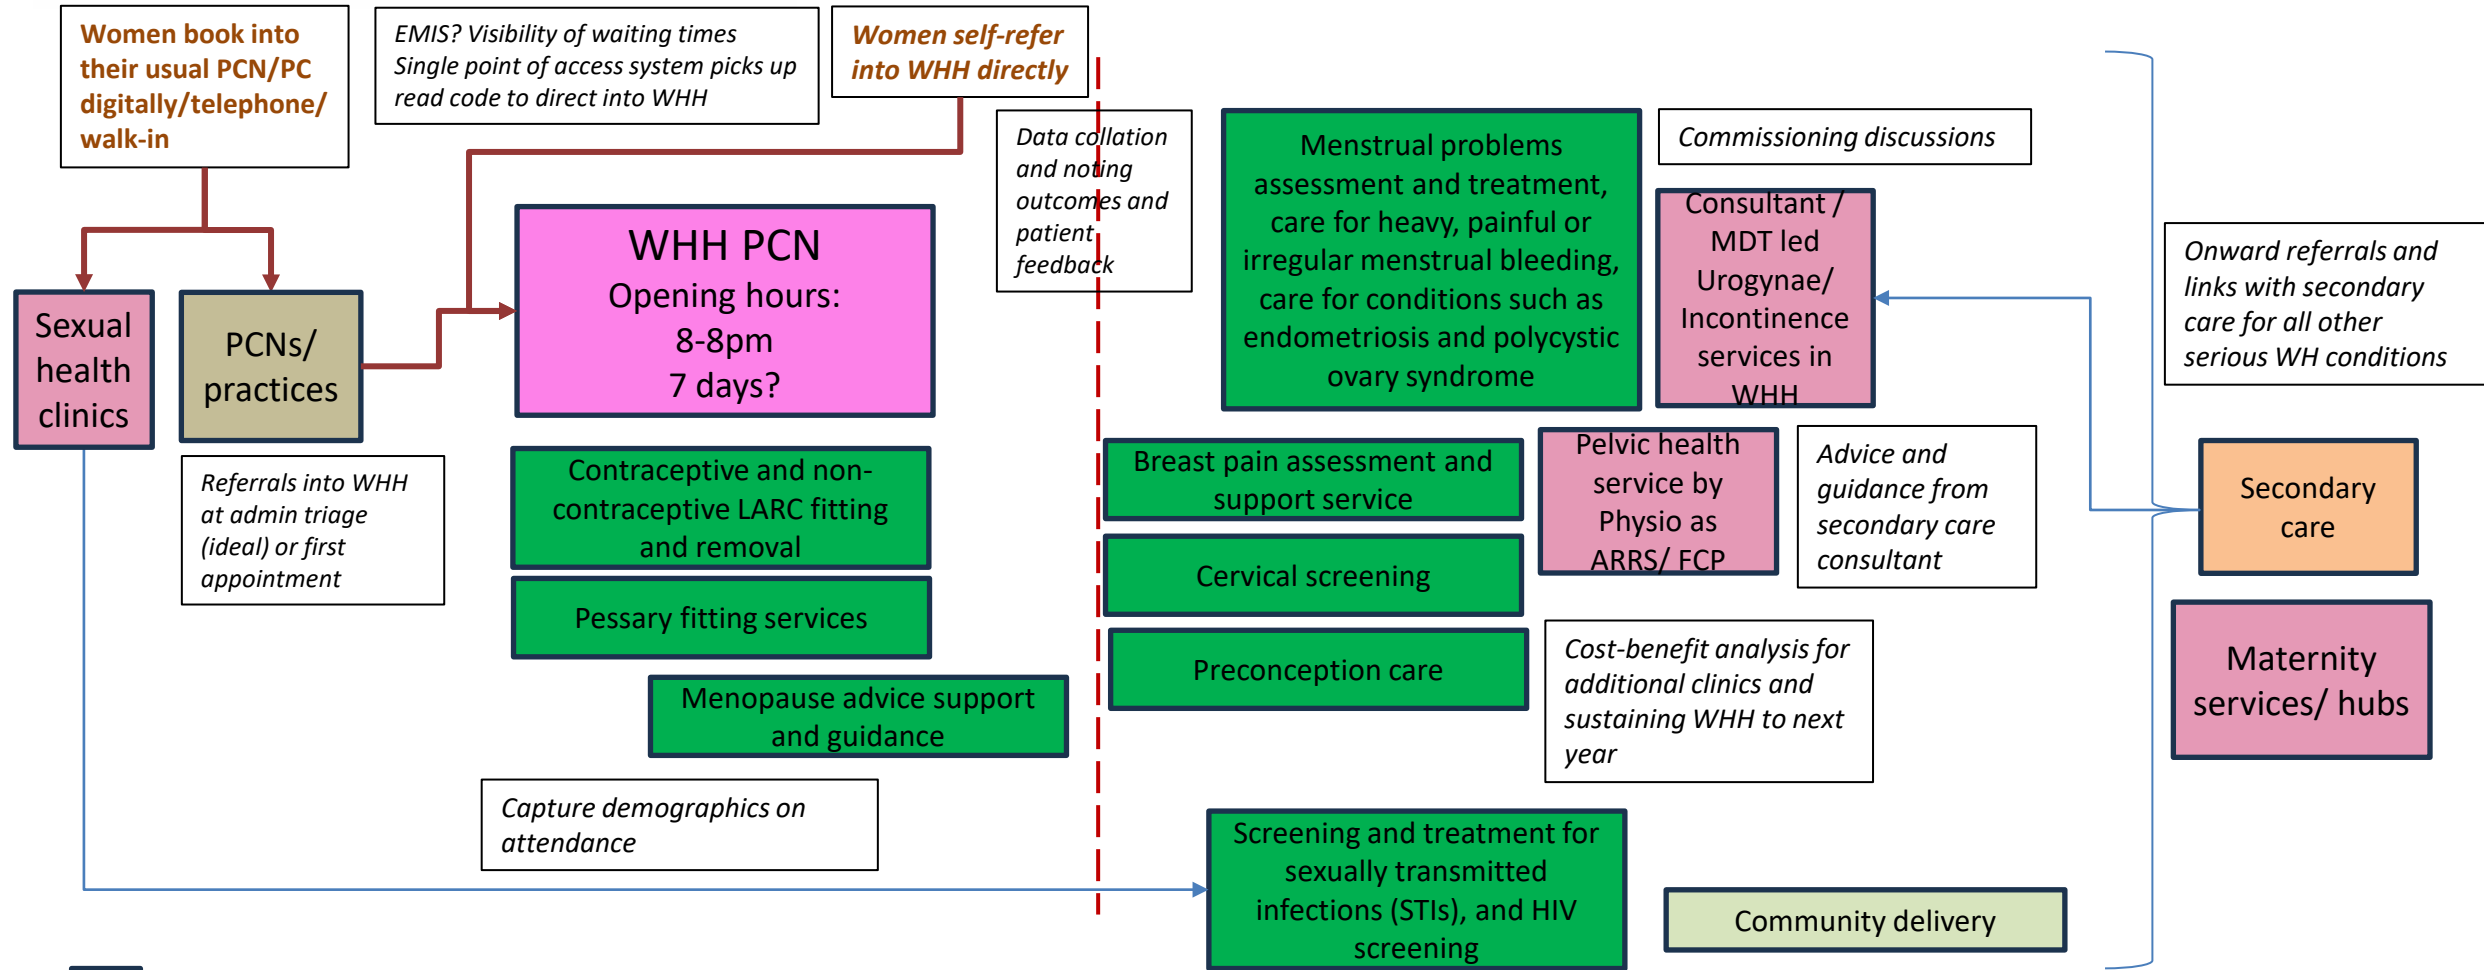 Women book into
their usual PCN/PC
digitally/telephone/
walk-in
EMIS? Visibility of waiting times
Single point of access system picks up
read code to direct into WHH
Women self-refer
into WHH directly
Data collation
and noting
outcomes and
patient
feedback
Menstrual problems
assessment and treatment,
care for heavy, painful or
irregular menstrual bleeding,
care for conditions such as
endometriosis and polycystic
ovary syndrome
Commissioning discussions
Consultant /
MDT led
Urogynae/
Incontinence
services in
WHH
Onward referrals and
links with secondary
care for all other
serious WH conditions
Sexual
health
clinics
PCNs/
practices
WHH PCN
Opening hours:
8-8pm
7 days?
Referrals into WHH
at admin triage
(ideal) or first
appointment
Contraceptive and non-
contraceptive LARC fitting
and removal
Pessary fitting services
Menopause advice support
and guidance
Breast pain assessment and
support service
Cervical screening
Preconception care
Pelvic health
service by
Physio as
ARRS/ FCP
Advice and
guidance from
secondary care
consultant
Secondary
care
Maternity
services/ hubs
Cost-benefit analysis for
additional clinics and
sustaining WHH to next
year
Capture demographics on
attendance
Screening and treatment for
sexually transmitted
infections (STIs), and HIV
screening
Community delivery